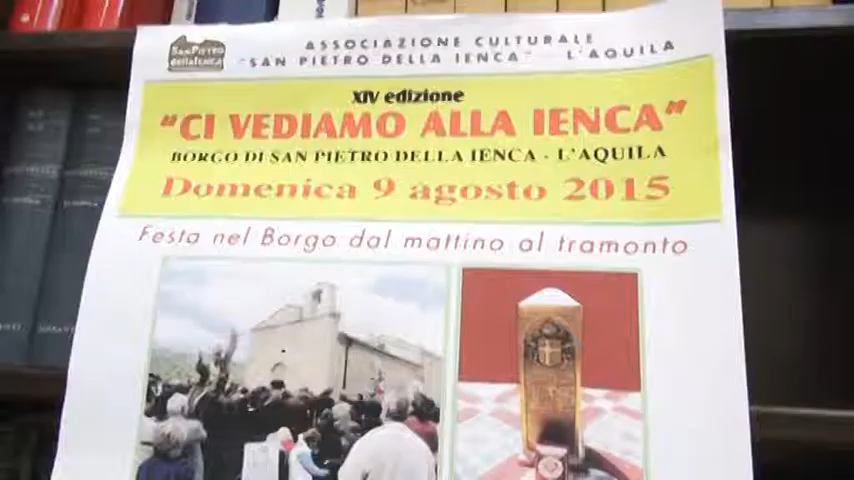 SAN PIETRO
della IENCA
ASSOCIAZIONE CULTURALE
"SAN PIETRO DELLA IENCA" - L'AQUILA
XIV edizione
"CI VEDIAMO ALLA IENCA"
BORGO DI SAN PIETRO DELLA IENCA - L'AQUILA
Domenica 9 agosto 2015
Festa nel Borgo dal mattino al tramonto